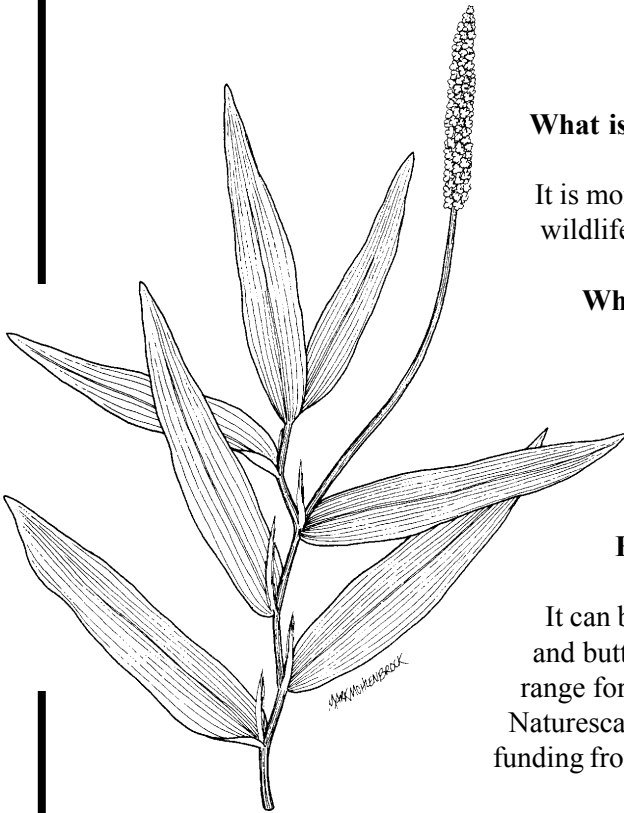 What is
It is mo
wildlife
Wh
It can b
and butt
range for
Naturesca
funding fro
MARK MOHLENBROCK